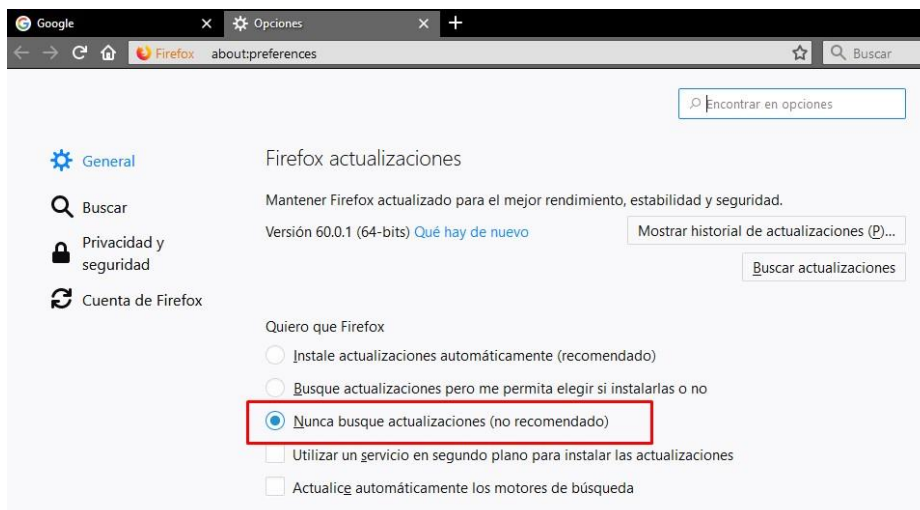 Google
Opciones
Firefox
about:preferences
Buscar
Encontrar en opciones
General
Buscar
Privacidad y
seguridad
Cuenta de Firefox
Firefox actualizaciones
Mantener Firefox actualizado para el mejor rendimiento, estabilidad y seguridad.
Versión 60.0.1 (64-bits) Qué hay de nuevo
Mostrar historial de actualizaciones (P)...
Buscar actualizaciones
Quiero que Firefox
Instale actualizaciones automáticamente (recomendado)
Busque actualizaciones pero me permita elegir si instalarlas o no
Nunca busque actualizaciones (no recomendado)
Utilizar un servicio en segundo plano para instalar las actualizaciones
Actualice automáticamente los motores de búsqueda